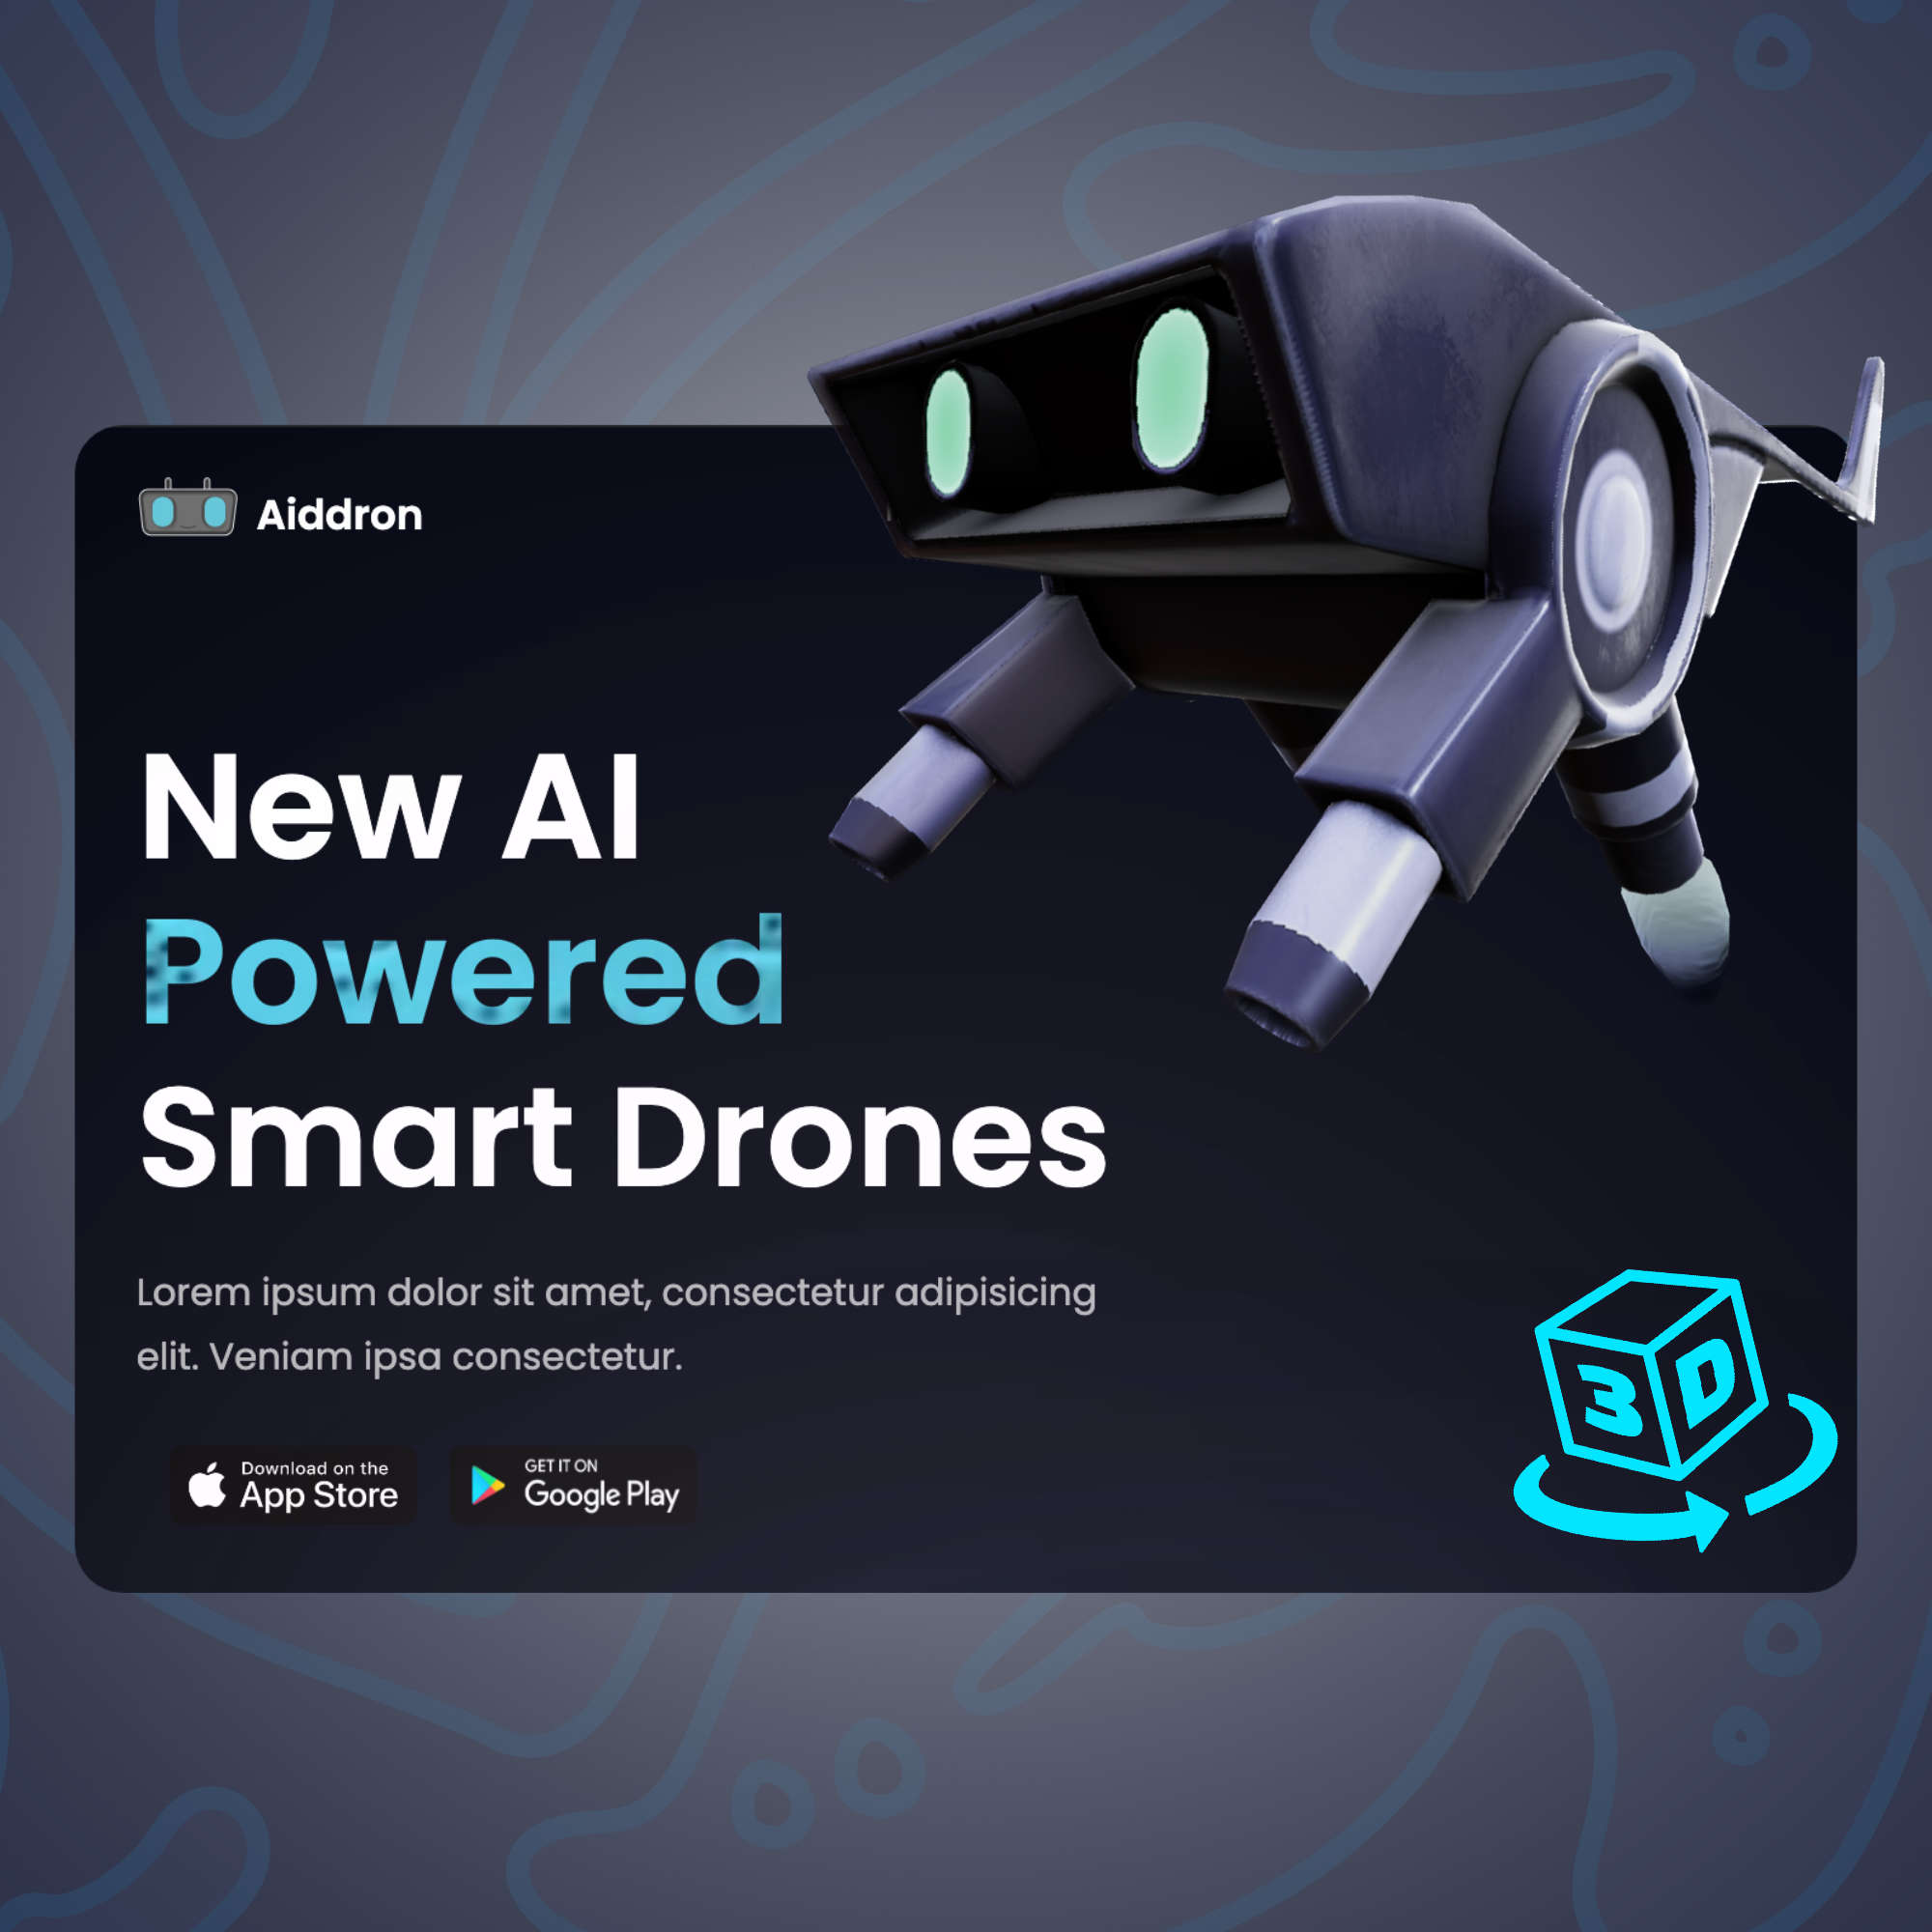 Aiddron
New AI
Powered
Smart Drones
Lorem ipsum dolor sit amet, consectetur adipisicing
elit. Veniam ipsa consectetur.
Download on the
App Store
GET IT ON
Google Play
3D